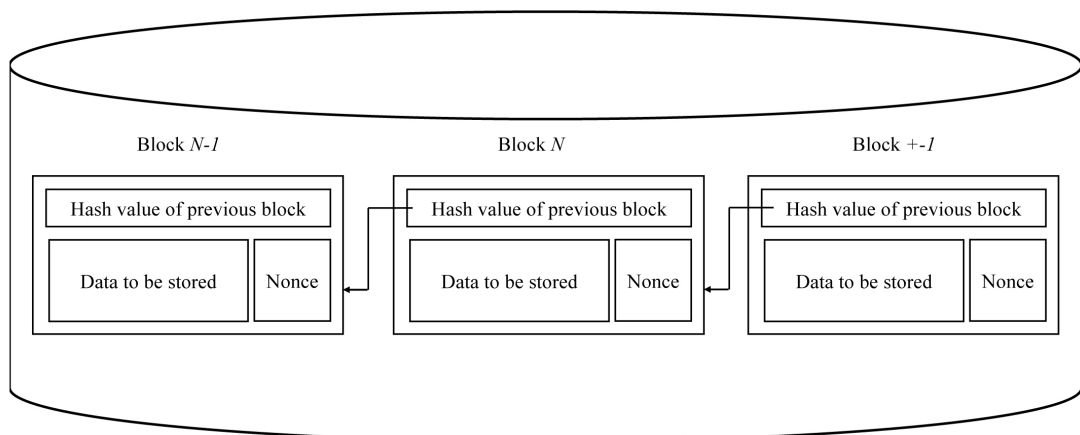 Block N-1
Block N
Block +-1
Hash value of previous block
Hash value of previous block
Hash value of previous block
Data to be stored
Nonce
Data to be stored
Nonce
Data to be stored
Nonce